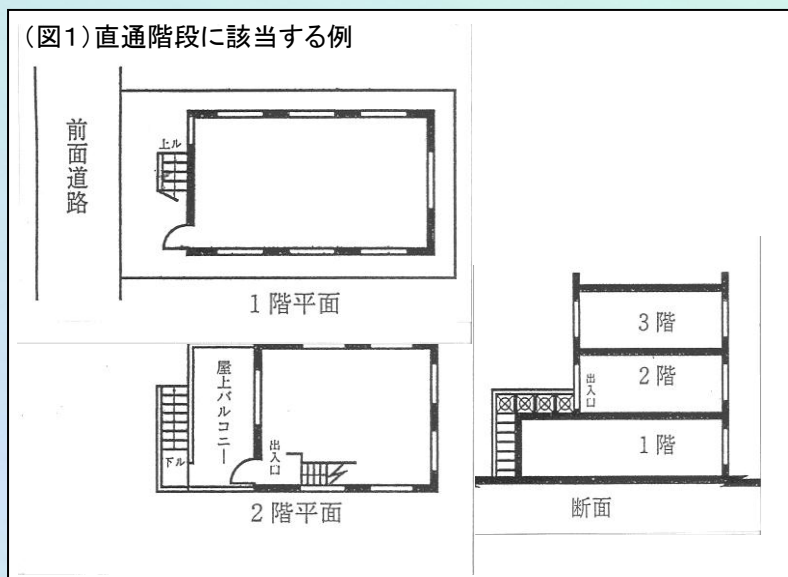 (図1)直通階段に該当する例
前面道路
上ル
1階平面
屋上バルコニー
出入口
下ル
2階平面
3階
2階
出入口
1階
断面